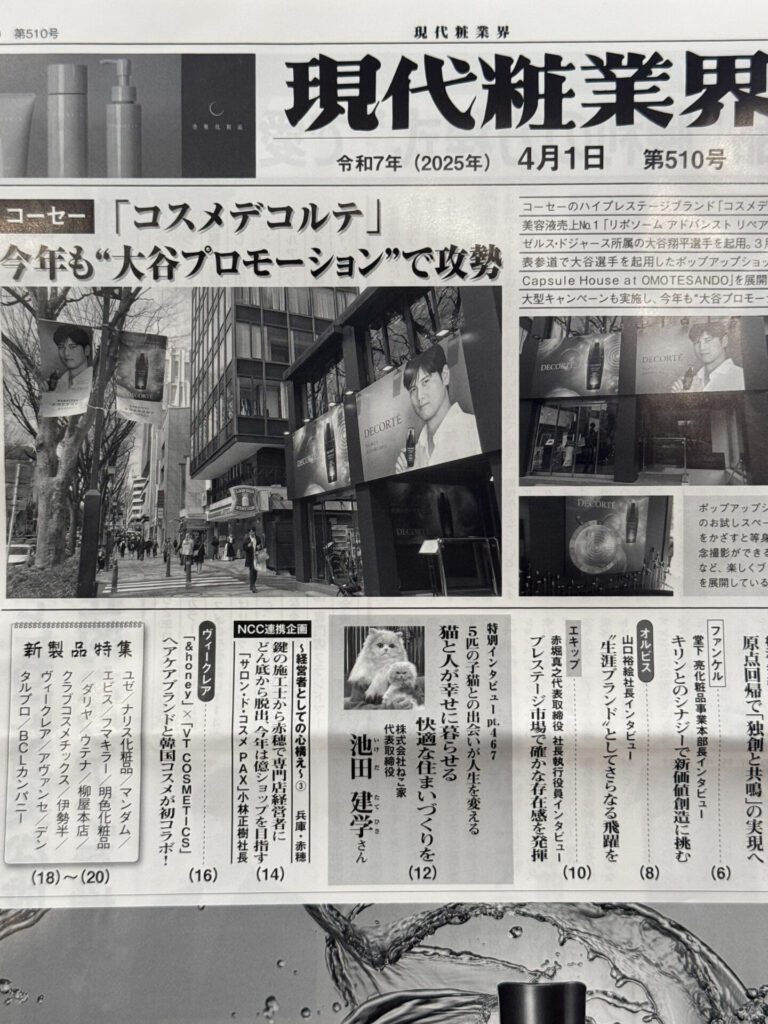 第510号
現代粧業界
現代粧業界
令和7年（2025年） 4月1日 第510号
コーセー 「コスメデコルテ」
今年も“大谷プロモーション”で攻勢
コーセーのハイプレステージブランド「コスメデ
美容液売上No.1「リポソーム アドバンスト リペア
ゼルス・ドジャース所属の大谷翔平選手を起用。3月
表参道で大谷選手を起用したポップアップショッ
Capsule House at OMOTESANDO」を展開
大型キャンペーンも実施し、今年も“大谷プロモー
DECORTÉ
DECORTÉ
DECORTÉ
DECORTÉ
DECORTÉ
ポップアップシ
のお試しスペー
をかざすと等身
念撮影ができる
など、楽しくブ
を展開している
原点回帰で「独創と共鳴」の実現へ
ファンケル
堂下 亮化粧品事業本部長インタビュー
キリンとのシナジーで新価値創造に挑む
(6)
オルビス
山口裕絵社長インタビュー
“生涯ブランド”としてさらなる飛躍を
(8)
エキップ
赤堀真之代表取締役 社長執行役員インタビュー
プレステージ市場で確かな存在感を発揮
(10)
特別インタビュー pt.467
5匹の子猫との出会いが人生を変える
猫と人が幸せに暮らせる
快適な住まいづくりを
株式会社ねこ家
代表取締役
池田 建学さん
いけだ たてひさ
(12)
NCC連携企画
～経営者としての心構え～③ 兵庫・赤穂
鍵の施工士から赤穂で専門店経営者に
どん底から脱出、今年は億ショップを目指す
「サロン・ド・コスメ PAX」小林正樹社長
(14)
ヴィークレア
「&honey」×「VT COSMETICS」
ヘアケアブランドと韓国コスメが初コラボ！
(16)
新製品特集
ユゼ／ナリス化粧品／マンダム／
エビス／フマキラー／明色化粧品
／ダリヤ／ウテナ／柳屋本店／
クラブコスメチックス／伊勢半／
ヴィークレア／アヴァンセ／デン
タルプロ／BCLカンパニー
(18)～(20)